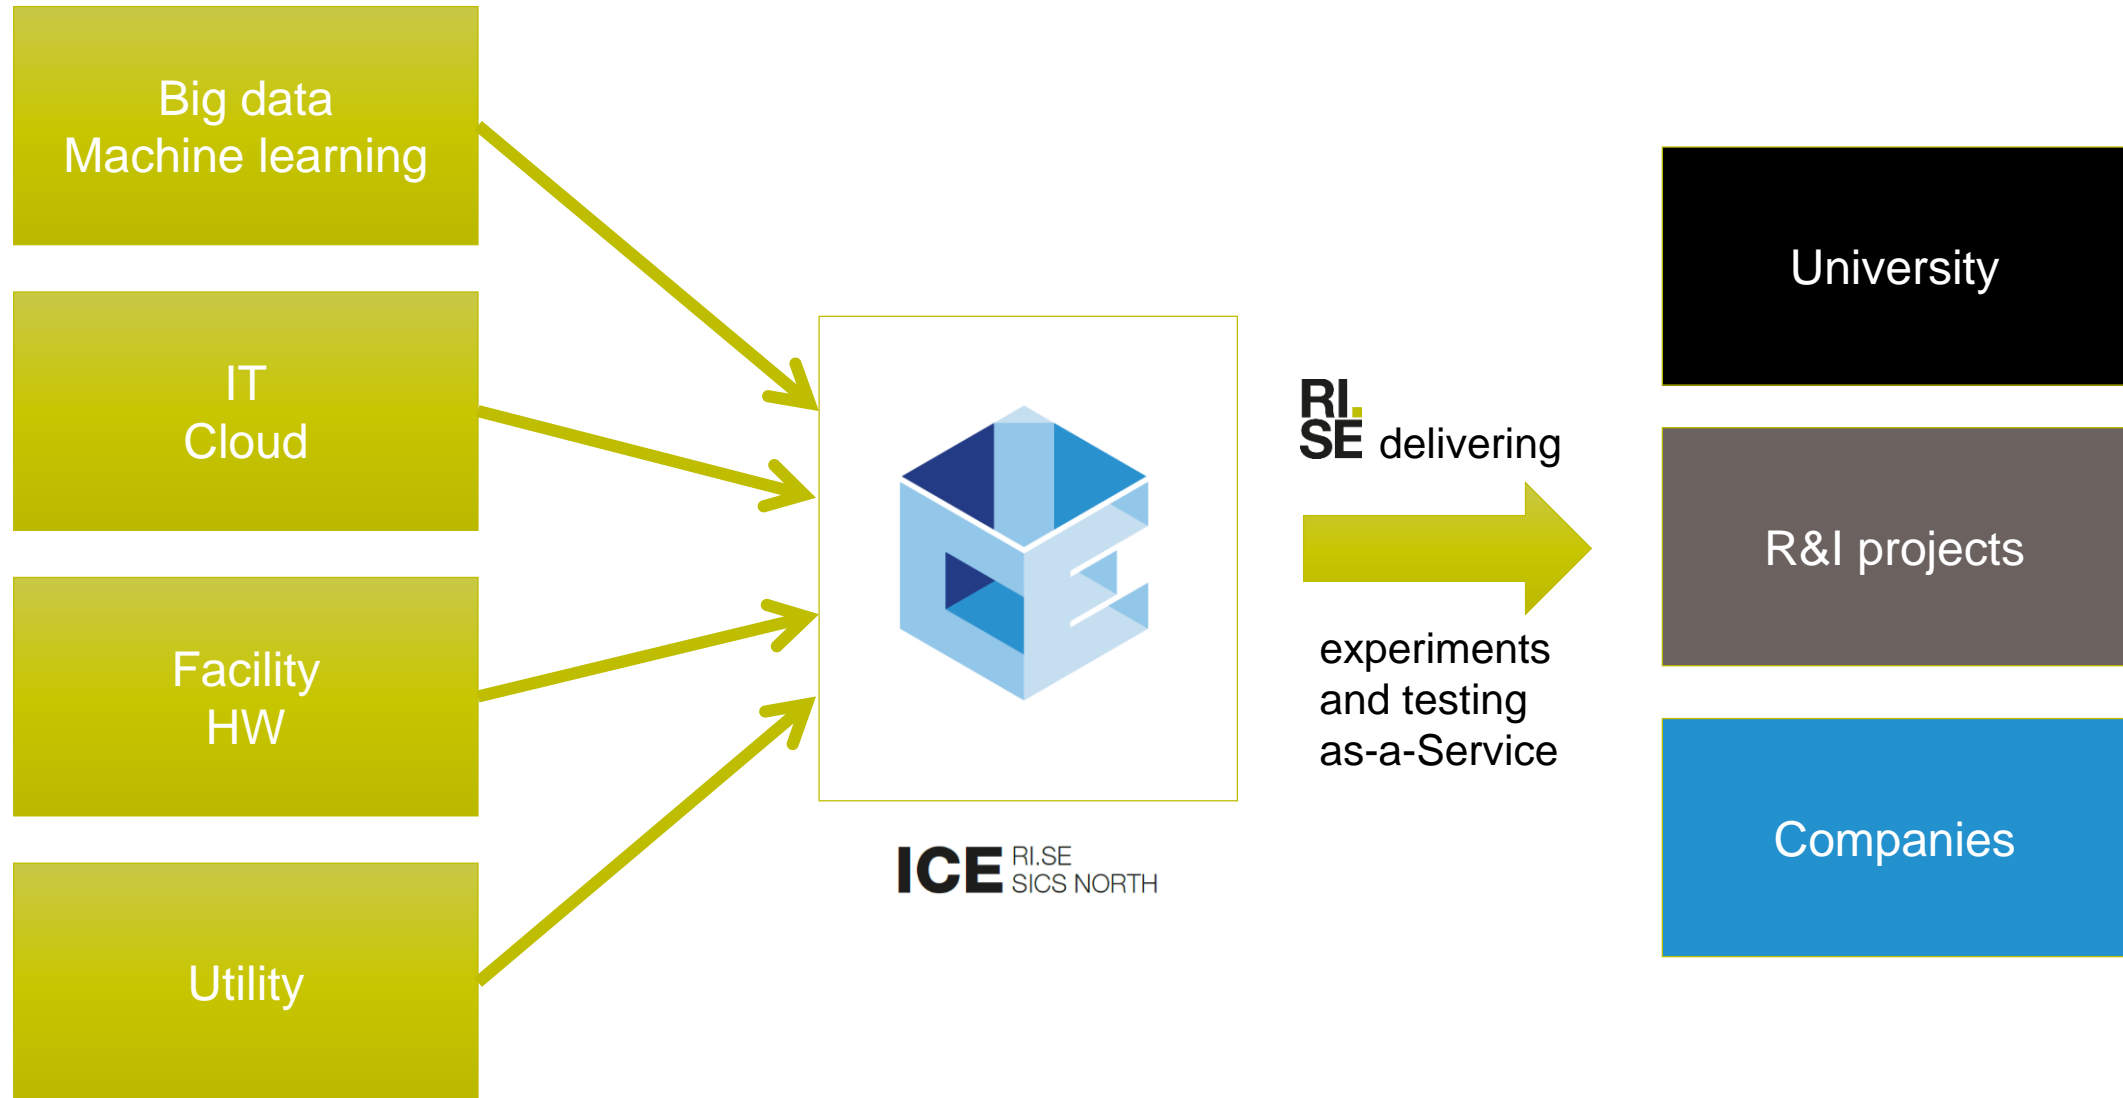 Big data
Machine learning
IT
Cloud
Facility
HW
Utility
ICE RI.SE
SICS NORTH
RI.
SE delivering
experiments
and testing
as-a-Service
University
R&I projects
Companies